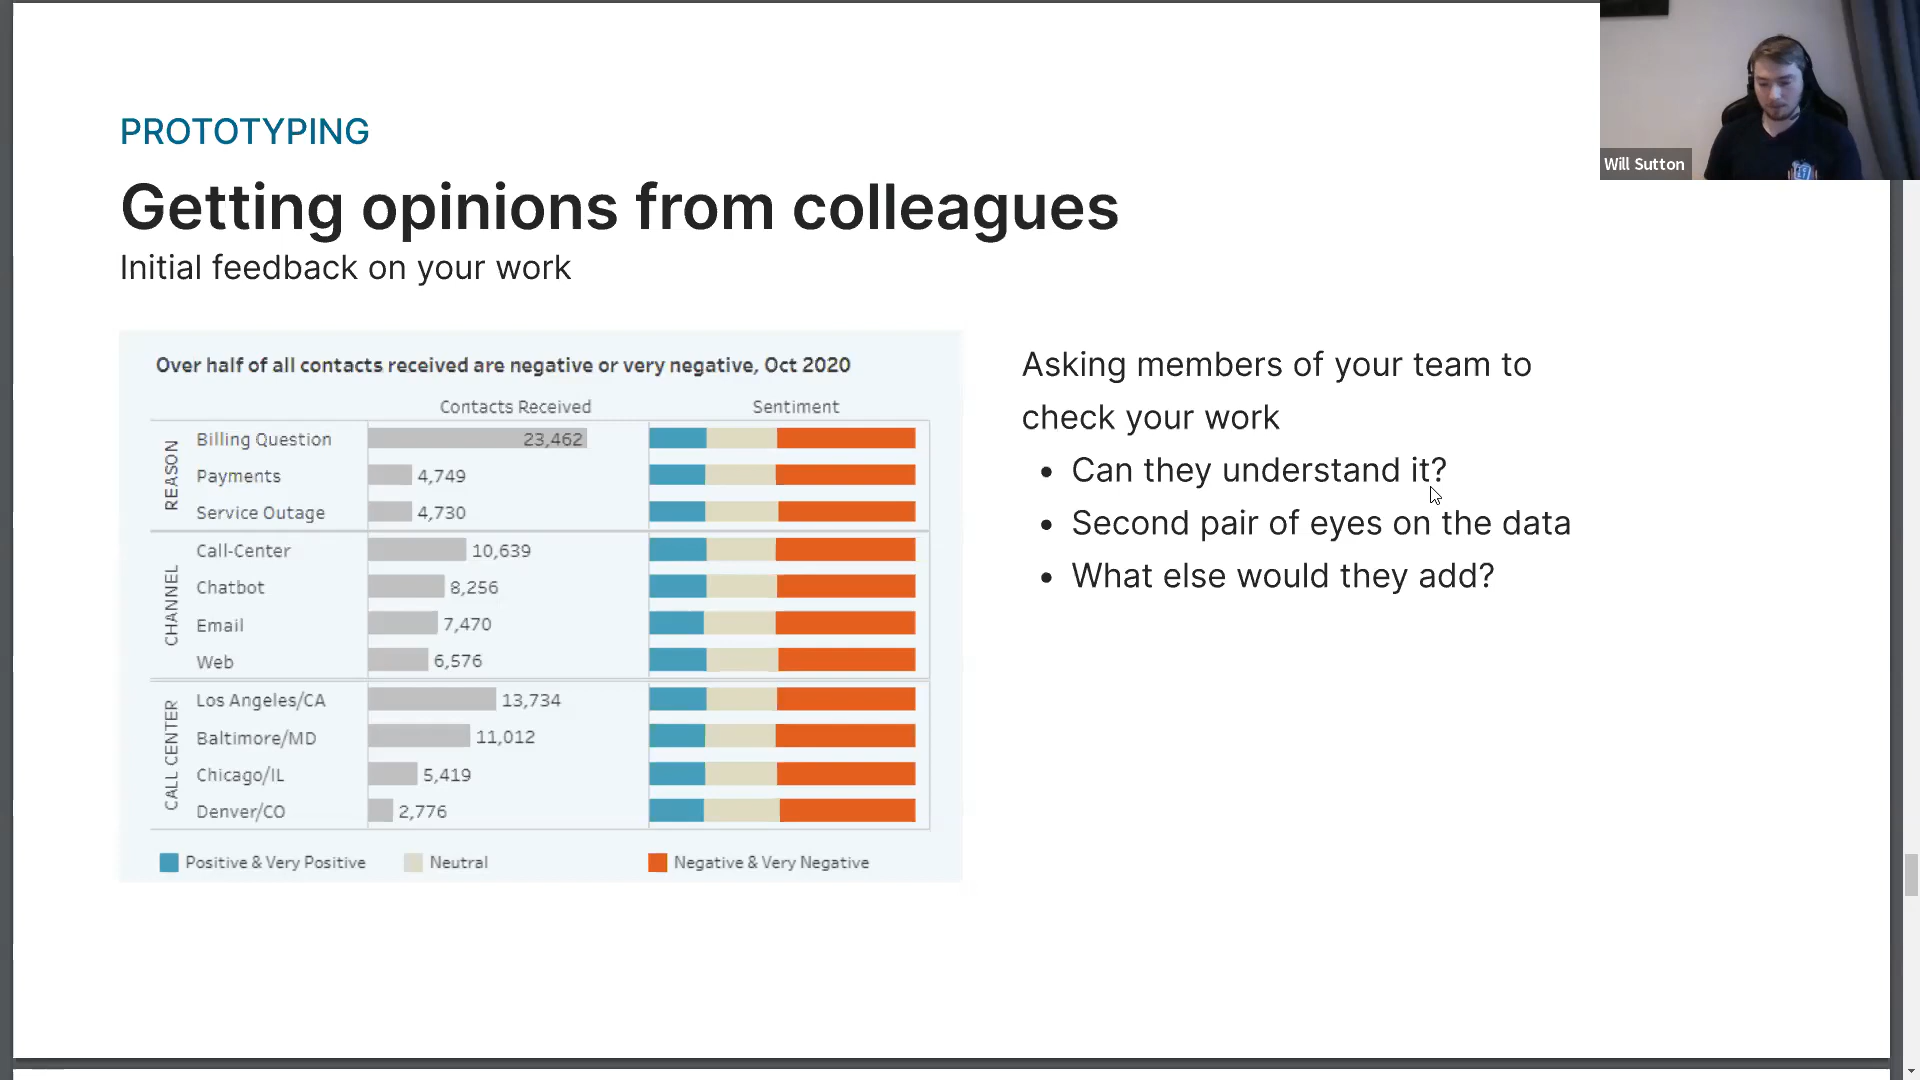 PROTOTYPING
Getting opinions from colleagues
Initial feedback on your work
Will Sutton
Over half of all contacts received are negative or very negative, Oct 2020
Contacts Received Sentiment
REASON
Billing Question 23,462
Payments 4,749
Service Outage 4,730
CHANNEL
Call-Center 10,639
Chatbot 8,256
Email 7,470
Web 6,576
CALL CENTER
Los Angeles/CA 13,734
Baltimore/MD 11,012
Chicago/IL 5,419
Denver/CO 2,776
Positive & Very Positive Neutral Negative & Very Negative
Asking members of your team to
check your work
• Can they understand it?
• Second pair of eyes on the data
• What else would they add?